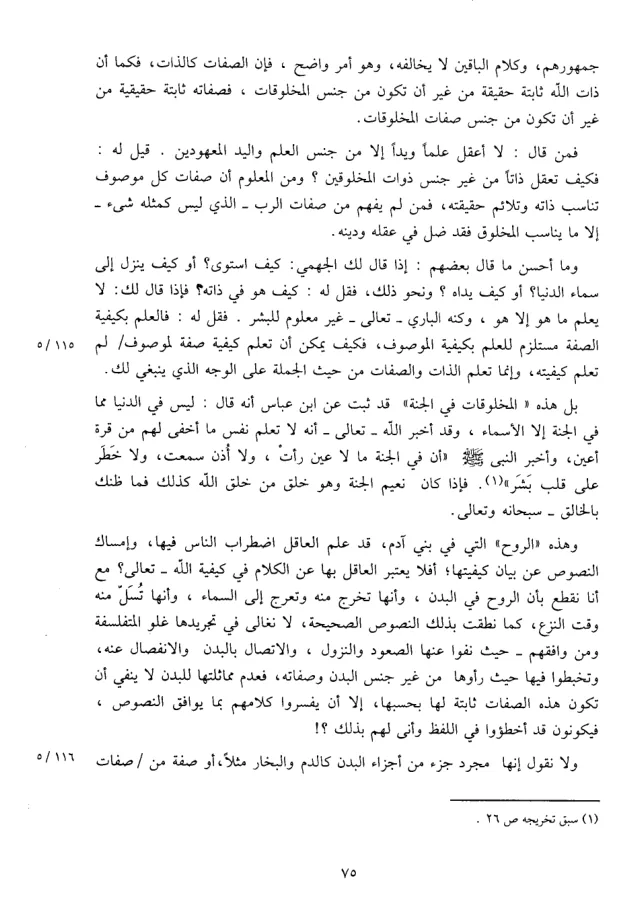 جمهورهم، وكلام الباقين لا يخالفه، وهو أمر واضح ، فإن الصفات كالذات، فكما أن
ذات الله ثابتة حقيقة من غير أن تكون من جنس المخلوقات ، فصفاته ثابتة حقيقية من
غير أن تكون من جنس صفات المخلوقات.
فمن قال : لا أعقل علماً ويداً إلا من جنس العلم واليد المعهودين . قيل له :
فكيف تعقل ذاتاً من غير جنس ذوات المخلوقين ؟ ومن المعلوم أن صفات كل موصوف
تناسب ذاته وتلائم حقيقته، فمن لم يفهم من صفات الرب ـ الذي ليس كمثله شىء ـ
إلا ما يناسب المخلوق فقد ضل في عقله ودينه.
وما أحسن ما قال بعضهم : إذا قال لك الجهمي: كيف استوى؟ أو كيف ينزل إلى
سماء الدنيا؟ أو كيف يداه ؟ ونحو ذلك، فقل له : كيف هو في ذاته؟ فإذا قال لك: لا
يعلم ما هو إلا هو ، وكنه الباري ـ تعالى ـ غير معلوم للبشر . فقل له : فالعلم بكيفية
الصفة مستلزم للعلم بكيفية الموصوف، فكيف يمكن أن تعلم كيفية صفة لموصوف/ لم ٥/١١٥
تعلم كيفيته، وإنما تعلم الذات والصفات من حيث الجملة على الوجه الذي ينبغي لك.
بل هذه « المخلوقات في الجنة» قد ثبت عن ابن عباس أنه قال : ليس في الدنيا مما
في الجنة إلا الأسماء ، وقد أخبر الله ـ تعالى ـ أنه لا تعلم نفس ما أخفى لهم من قرة
أعين، وأخبر النبي ﷺ «أن في الجنة ما لا عين رأتْ ، ولا أُذن سمعت، ولا خَطَر
على قلب بَشَر»(١). فإذا كان نعيم الجنة وهو خلق من خلق الله كذلك فما ظنك
بالخالق ـ سبحانه وتعالى.
وهذه «الروح» التي في بني آدم، قد علم العاقل اضطراب الناس فيها، وإمساك
النصوص عن بيان كيفيتها؛ أفلا يعتبر العاقل بها عن الكلام في كيفية الله ـ تعالى؟ مع
أنا نقطع بأن الروح في البدن ، وأنها تخرج منه وتعرج إلى السماء ، وأنها تُسَلّ منه
وقت النزع، كما نطقت بذلك النصوص الصحيحة، لا نغالى في تجريدها غلو المتفلسفة
ومن وافقهم ـ حيث نفوا عنها الصعود والنزول ، والاتصال بالبدن والانفصال عنه،
وتخبطوا فيها حيث رأوها من غير جنس البدن وصفاته، فعدم مماثلتها للبدن لا ينفي أن
تكون هذه الصفات ثابتة لها بحسبها، إلا أن يفسروا كلامهم بما يوافق النصوص ،
فيكونون قد أخطؤوا في اللفظ وأنى لهم بذلك ؟!
ولا نقول إنها مجرد جزء من أجزاء البدن كالدم والبخار مثلاً،أو صفة من / صفات ٥/١١٦
(١) سبق تخريجه ص ٢٦ .
٧٥